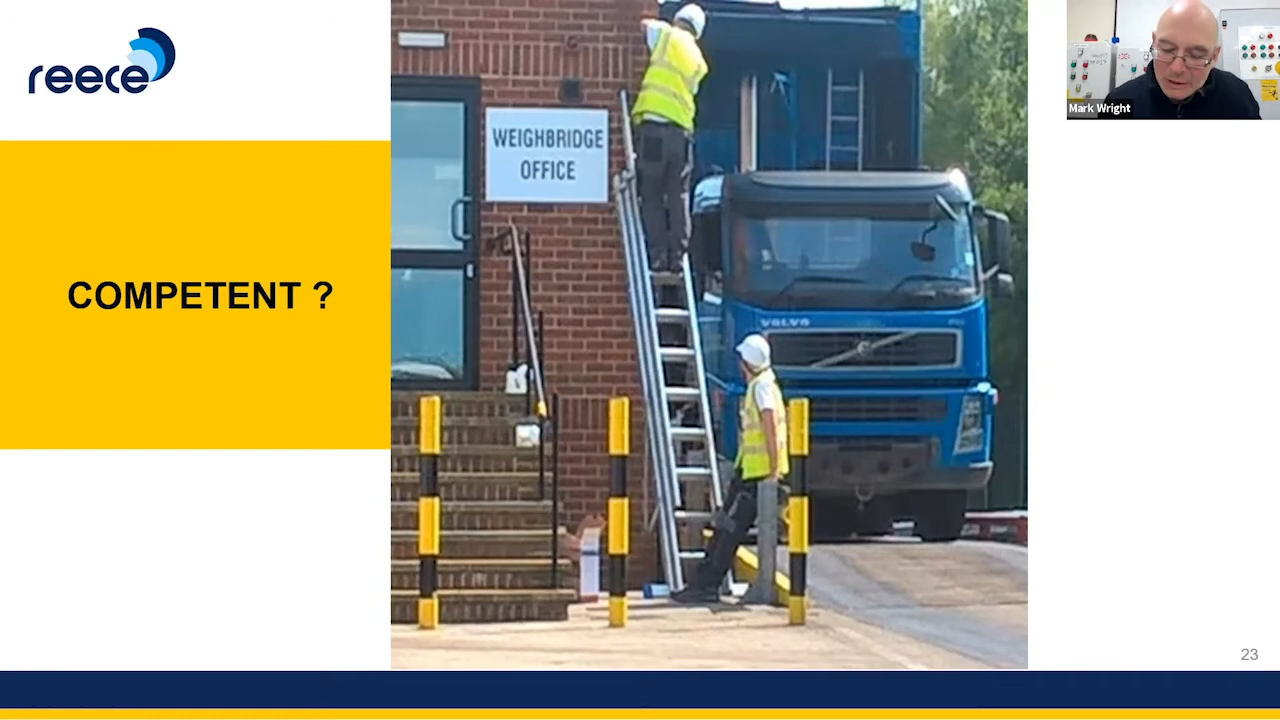 reece
COMPETENT ?
WEIGHBRIDGE
OFFICE
VOLVO
Mark Wright
23